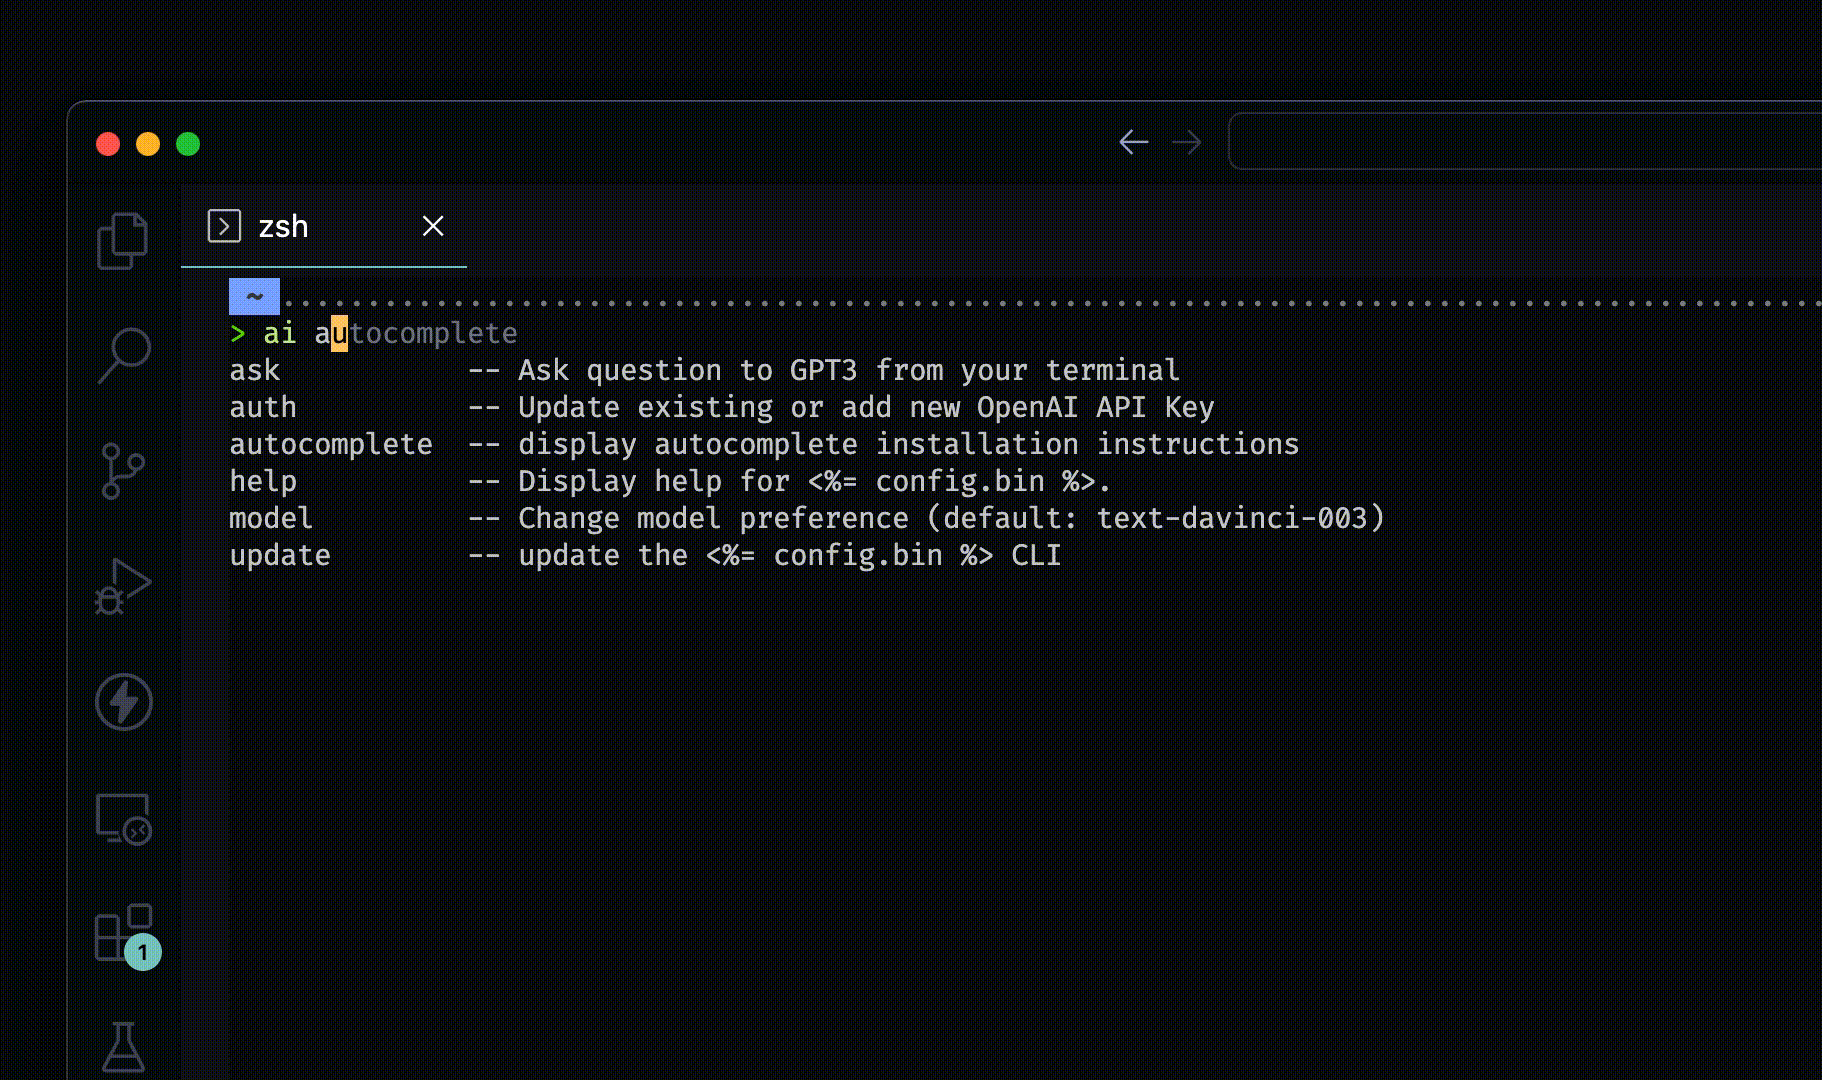 zsh
~
> ai autocomplete
ask -- Ask question to GPT3 from your terminal
auth -- Update existing or add new OpenAI API Key
autocomplete -- display autocomplete installation instructions
help -- Display help for <%= config.bin %>.
model -- Change model preference (default: text-davinci-003)
update -- update the <%= config.bin %> CLI
1